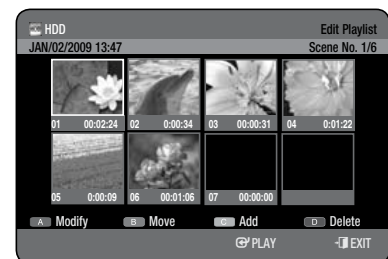 HDD Edit Playlist
JAN/02/2009 13:47 Scene No. 1/6
01 00:02:24 02 0:00:34 03 00:00:31 04 0:01:22
05 0:00:09 06 00:01:06 07 00:00:00
A Modify B Move C Add D Delete
PLAY EXIT